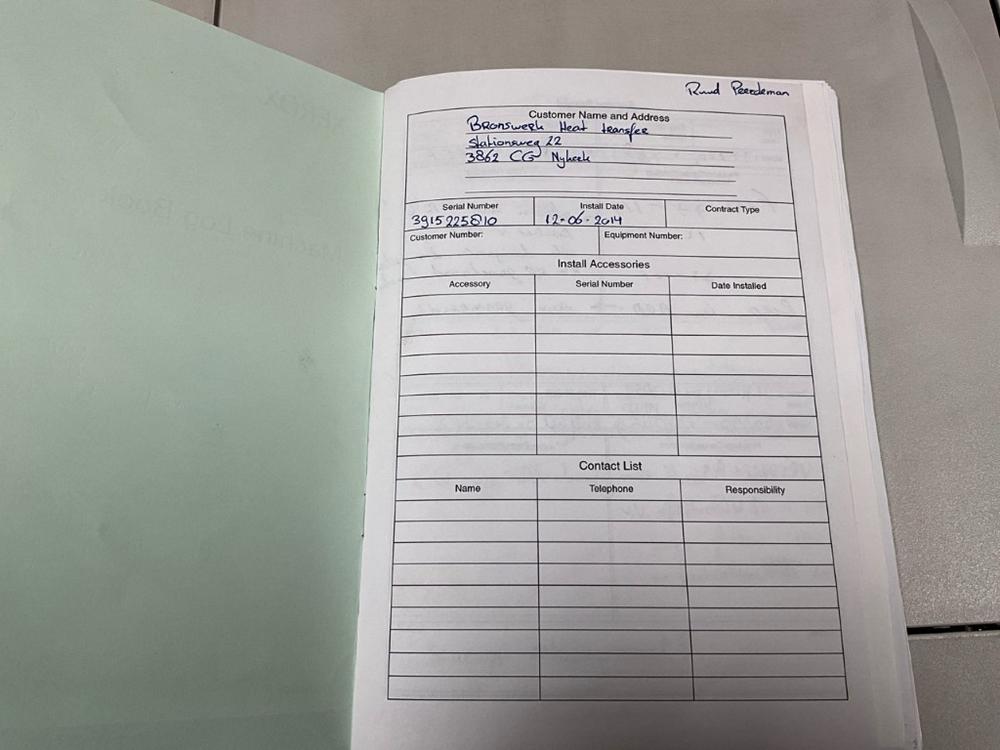 Ruud Peerdeman
Customer Name and Address
Bronswerk Heat transfer
Stationsweg 22
3862 CG Nykerk
Serial Number Install Date Contract Type
3915225810 12-06-2014
Customer Number: Equipment Number:
Install Accessories
Accessory Serial Number Date Installed
Contact List
Name Telephone Responsibility